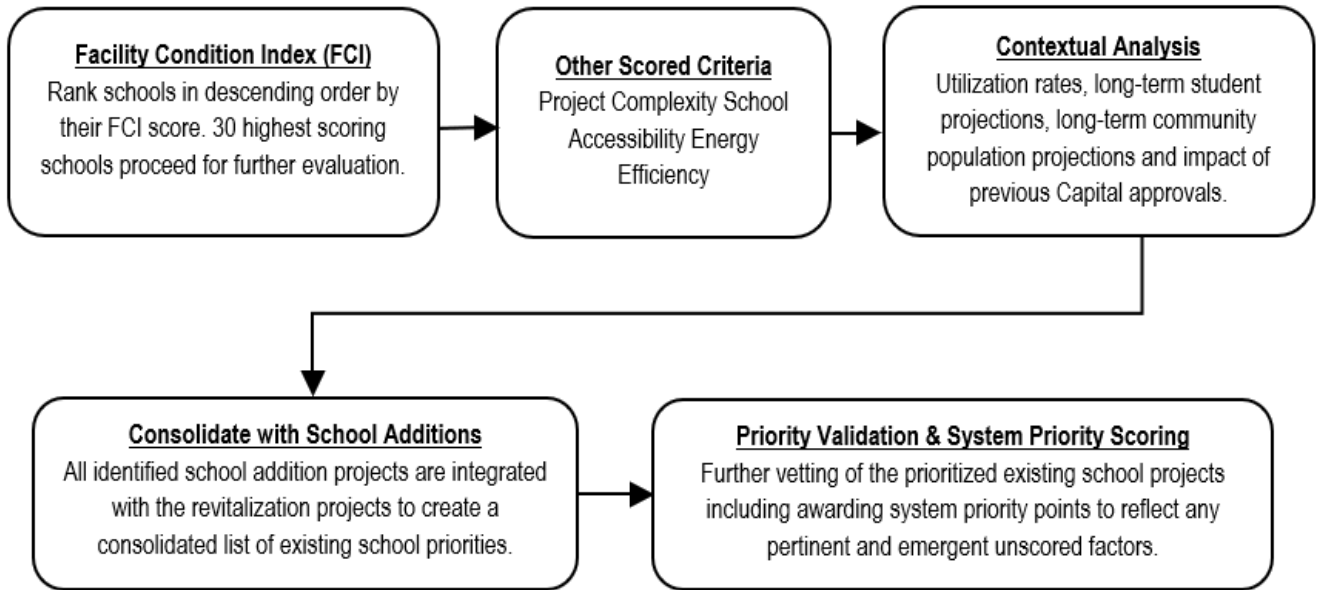 Facility Condition Index (FCI)
Rank schools in descending order by
their FCI score. 30 highest scoring
schools proceed for further evaluation.
Other Scored Criteria
Project Complexity School
Accessibility Energy
Efficiency
Contextual Analysis
Utilization rates, long-term student
projections, long-term community
population projections and impact of
previous Capital approvals.
Consolidate with School Additions
All identified school addition projects are integrated
with the revitalization projects to create a
consolidated list of existing school priorities.
Priority Validation & System Priority Scoring
Further vetting of the prioritized existing school projects
including awarding system priority points to reflect any
pertinent and emergent unscored factors.